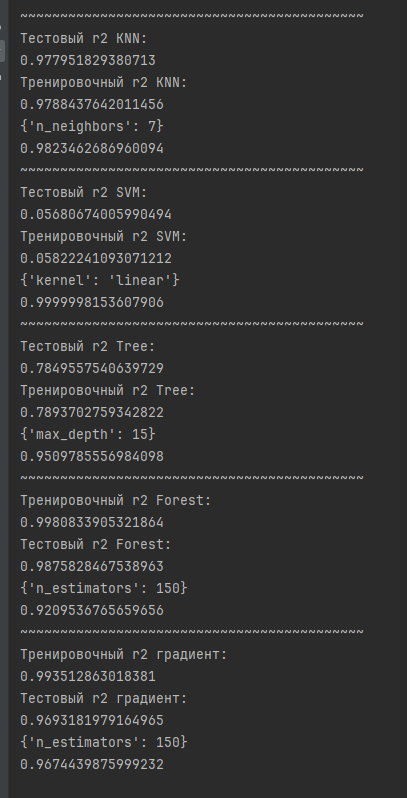 ~~~~~~~~~~~~~~~~~~~~~~~~~~~~~~~~~~~~~~~~~~~
Тестовый r2 KNN:
0.977951829380713
Тренировочный r2 KNN:
0.9788437642011456
{'n_neighbors': 7}
0.9823462686960094
~~~~~~~~~~~~~~~~~~~~~~~~~~~~~~~~~~~~~~~~~~~
Тестовый r2 SVM:
0.05680674005990494
Тренировочный r2 SVM:
0.05822241093071212
{'kernel': 'linear'}
0.9999998153607906
~~~~~~~~~~~~~~~~~~~~~~~~~~~~~~~~~~~~~~~~~~~
Тестовый r2 Tree:
0.7849557540639729
Тренировочный r2 Tree:
0.7893702759342822
{'max_depth': 15}
0.9509785556984098
~~~~~~~~~~~~~~~~~~~~~~~~~~~~~~~~~~~~~~~~~~~
Тренировочный r2 Forest:
0.9980833905321864
Тестовый r2 Forest:
0.9875828467538963
{'n_estimators': 150}
0.9209536765659656
~~~~~~~~~~~~~~~~~~~~~~~~~~~~~~~~~~~~~~~~~~~
Тренировочный r2 градиент:
0.993512863018381
Тестовый r2 градиент:
0.9693181979164965
{'n_estimators': 150}
0.9674439875999232